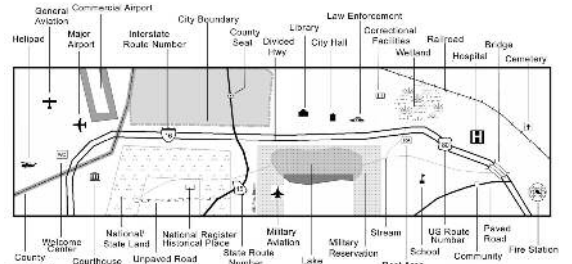 General
Aviation
Commercial Airport
Helipad
Major
Airport
Interstate
Route Number
City Boundary
County
Seat
Divided
Hwy
Library
City Hall
Law Enforcement
Correctional
Facilities
Wetland
Railroad
Hospital
Bridge
Cemetery
16
H
County
Welcome
Center
Courthouse
National/
State Land
Unpaved Road
National Register
Historical Place
State Route
Number
Military
Aviation
Lake
Military
Reservation
Stream
School
US Route
Number
Community
Paved
Road
Fire Station